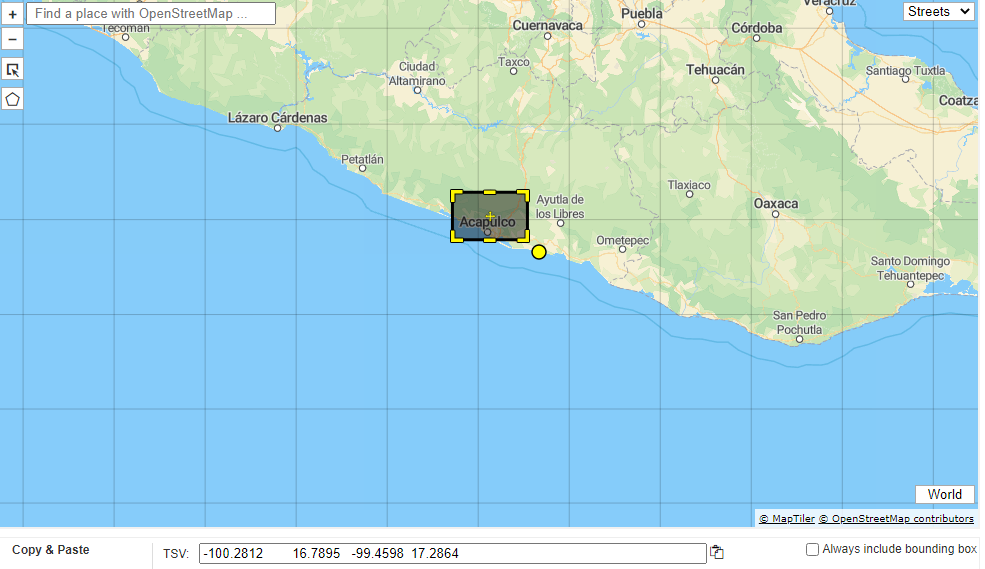 +
Find a place with OpenStreetMap ...
Streets
−
Tecomán
Cuernavaca
Puebla
Veracruz
Córdoba
Taxco
Ciudad
Altamirano
Tehuacán
Santiago Tuxtla
Coatza
Lázaro Cárdenas
Petatlán
Tlaxiaco
Ayutla de
los Libres
Oaxaca
Acapulco
Ometepec
Santo Domingo
Tehuantepec
San Pedro
Pochutla
World
© MapTiler © OpenStreetMap contributors
Copy & Paste
TSV: -100.2812 16.7895 -99.4598 17.2864
Always include bounding box